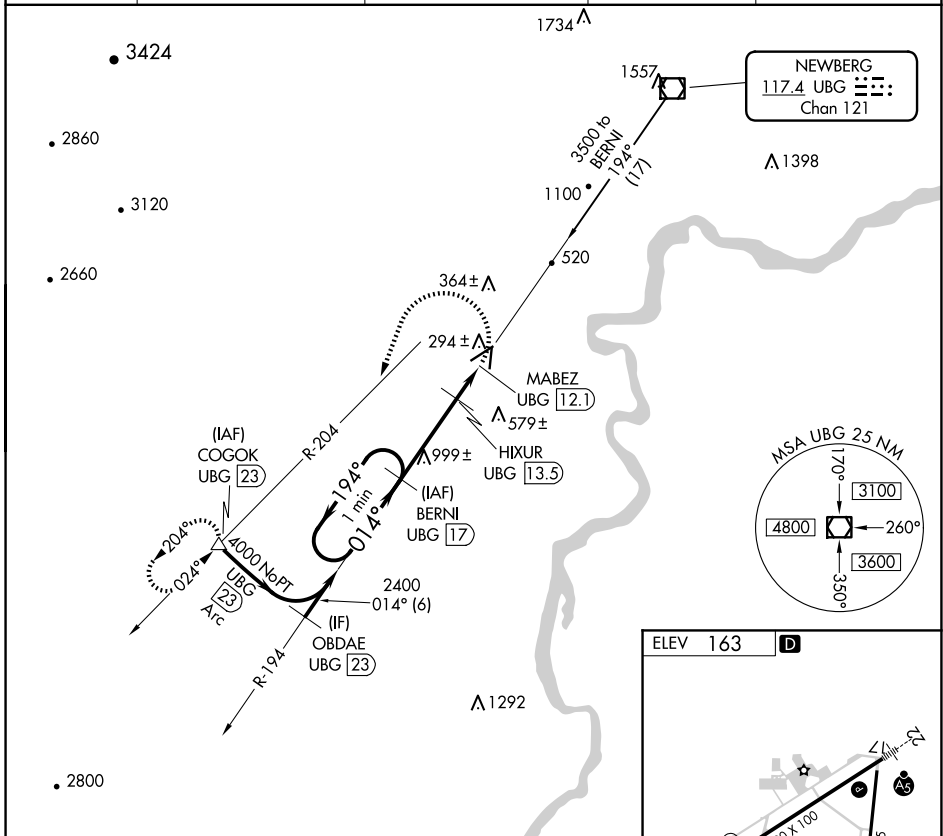 1734
3424
1557
NEWBERG
117.4 UBG
Chan 121
2860
3500 to
BERNI
194°
(17)
1398
1100
3120
520
2660
364±
294±
MABEZ
UBG 12.1
R-204
579±
(IAF)
COGOK
UBG 23
999±
HIXUR
UBG 13.5
MSA UBG 25 NM
170°
3100
4800
260°
3600
350°
194°
1 min
014°
(IAF)
BERNI
UBG 17
204°
024°
4000 NoPT
UBG
23
Arc
2400
014° (6)
(IF)
OBDAE
UBG 23
R-194
1292
ELEV 163 D
2800
17
22
P
A5
X 100